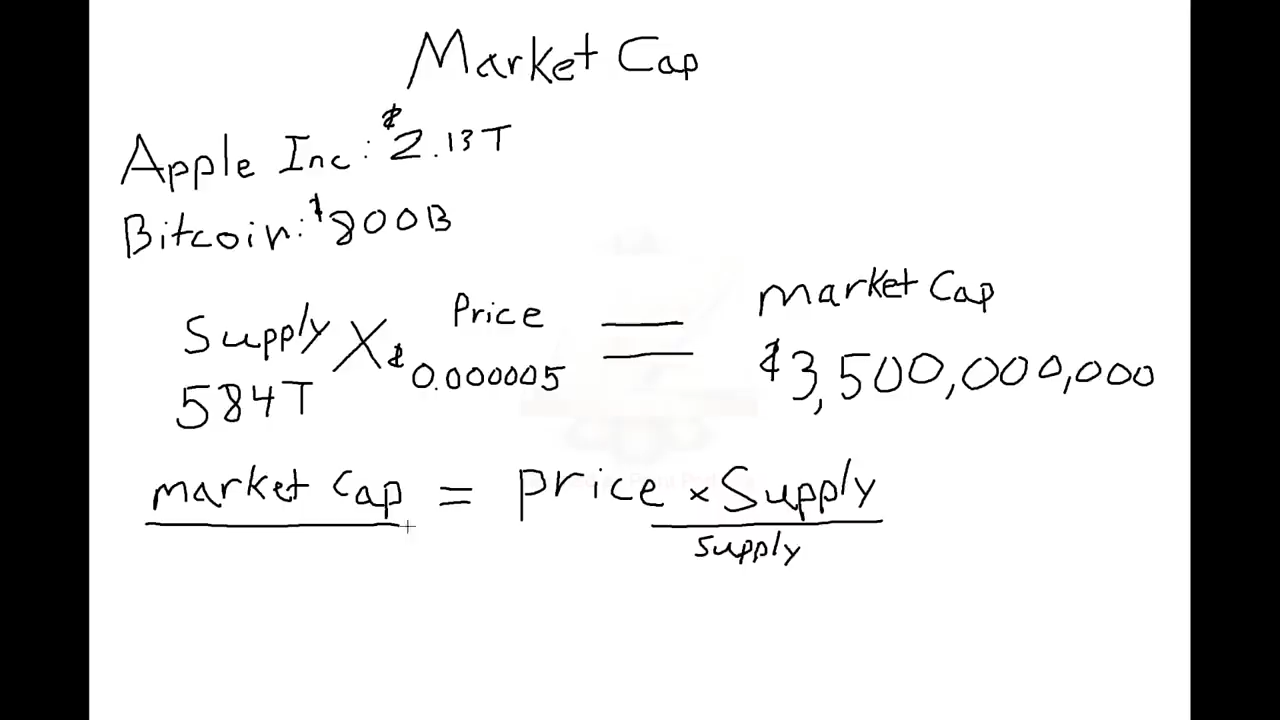 Market Cap
Apple Inc: $2.13T
Bitcoin: $800B
Supply X Price = market Cap
584T $0.000005 $3,500,000,000
market Cap = price × Supply
Supply